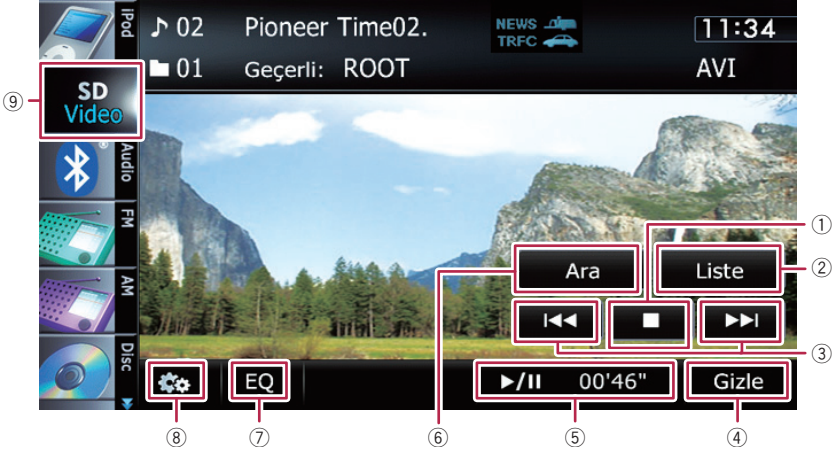 iPod
♪ 02 Pioneer Time02.
NEWS
TRFC
11:34
01 Geçerli: ROOT
AVI
⑨
SD
Video
Audio
FM
AM
Disc
①
⑥
Ara
Liste
②
③
EQ
▶/II 00'46"
Gizle
⑧
⑦
⑥
⑤
④